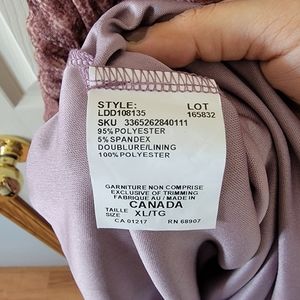 STYLE: LOT
LDD108135 165832
SKU 3365262840111
95% POLYESTER
5% SPANDEX
DOUBLURE/LINING
100% POLYESTER
GARNITURE NON COMPRISE
EXCLUSIVE OF TRIMMING
FABRIQUE AU / MADE IN
CANADA
TAILLE
SIZE XL/TG
CA 01217 RN 68907